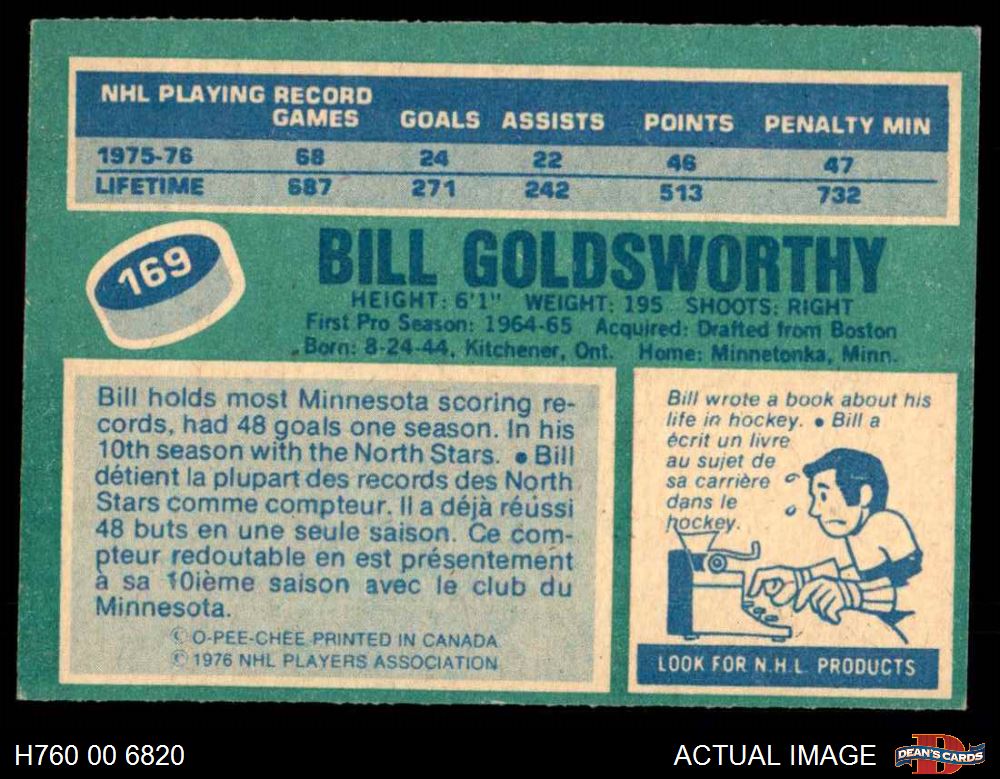 NHL PLAYING RECORD
GAMES GOALS ASSISTS POINTS PENALTY MIN
1975-76 68 24 22 46 47
LIFETIME 687 271 242 513 732
169
BILL GOLDSWORTHY
HEIGHT: 6'1" WEIGHT: 195 SHOOTS: RIGHT
First Pro Season: 1964-65 Acquired: Drafted from Boston
Born: 8-24-44, Kitchener, Ont. Home: Minnetonka, Minn.
Bill holds most Minnesota scoring re-
cords, had 48 goals one season. In his
10th season with the North Stars. • Bill
détient la plupart des records des North
Stars comme compteur. Il a déjà réussi
48 buts en une seule saison. Ce com-
pteur redoutable en est présentement
à sa 10ième saison avec le club du
Minnesota.
© O-PEE-CHEE PRINTED IN CANADA
© 1976 NHL PLAYERS ASSOCIATION
Bill wrote a book about his
life in hockey. • Bill a
écrit un livre
au sujet de
sa carrière
dans le
hockey.
LOOK FOR N.H.L. PRODUCTS
H760 00 6820
ACTUAL IMAGE
DEAN'S CARDS